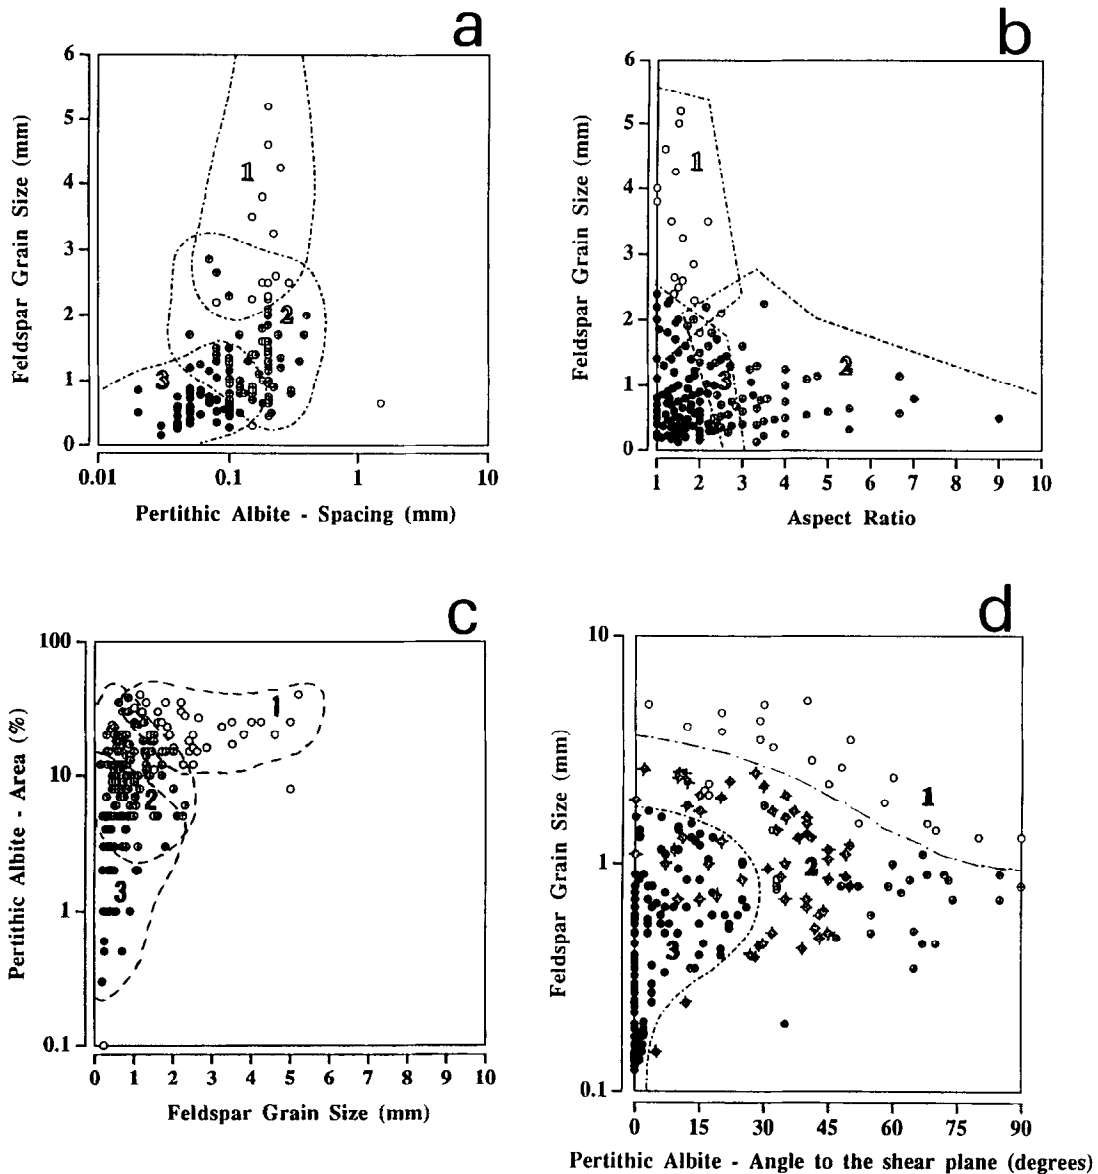 a
6
5
4
3
2
1
0
Feldspar Grain Size (mm)
1
2
3
0.01 0.1 1 10
Pertithic Albite - Spacing (mm)
b
6
5
4
3
2
1
0
Feldspar Grain Size (mm)
1
2
3
1 2 3 4 5 6 7 8 9 10
Aspect Ratio
c
100
10
1
0.1
Pertithic Albite - Area (%)
1
2
3
0 1 2 3 4 5 6 7 8 9 10
Feldspar Grain Size (mm)
d
10
1
0.1
Feldspar Grain Size (mm)
1
2
3
0 15 30 45 60 75 90
Pertithic Albite - Angle to the shear plane (degrees)